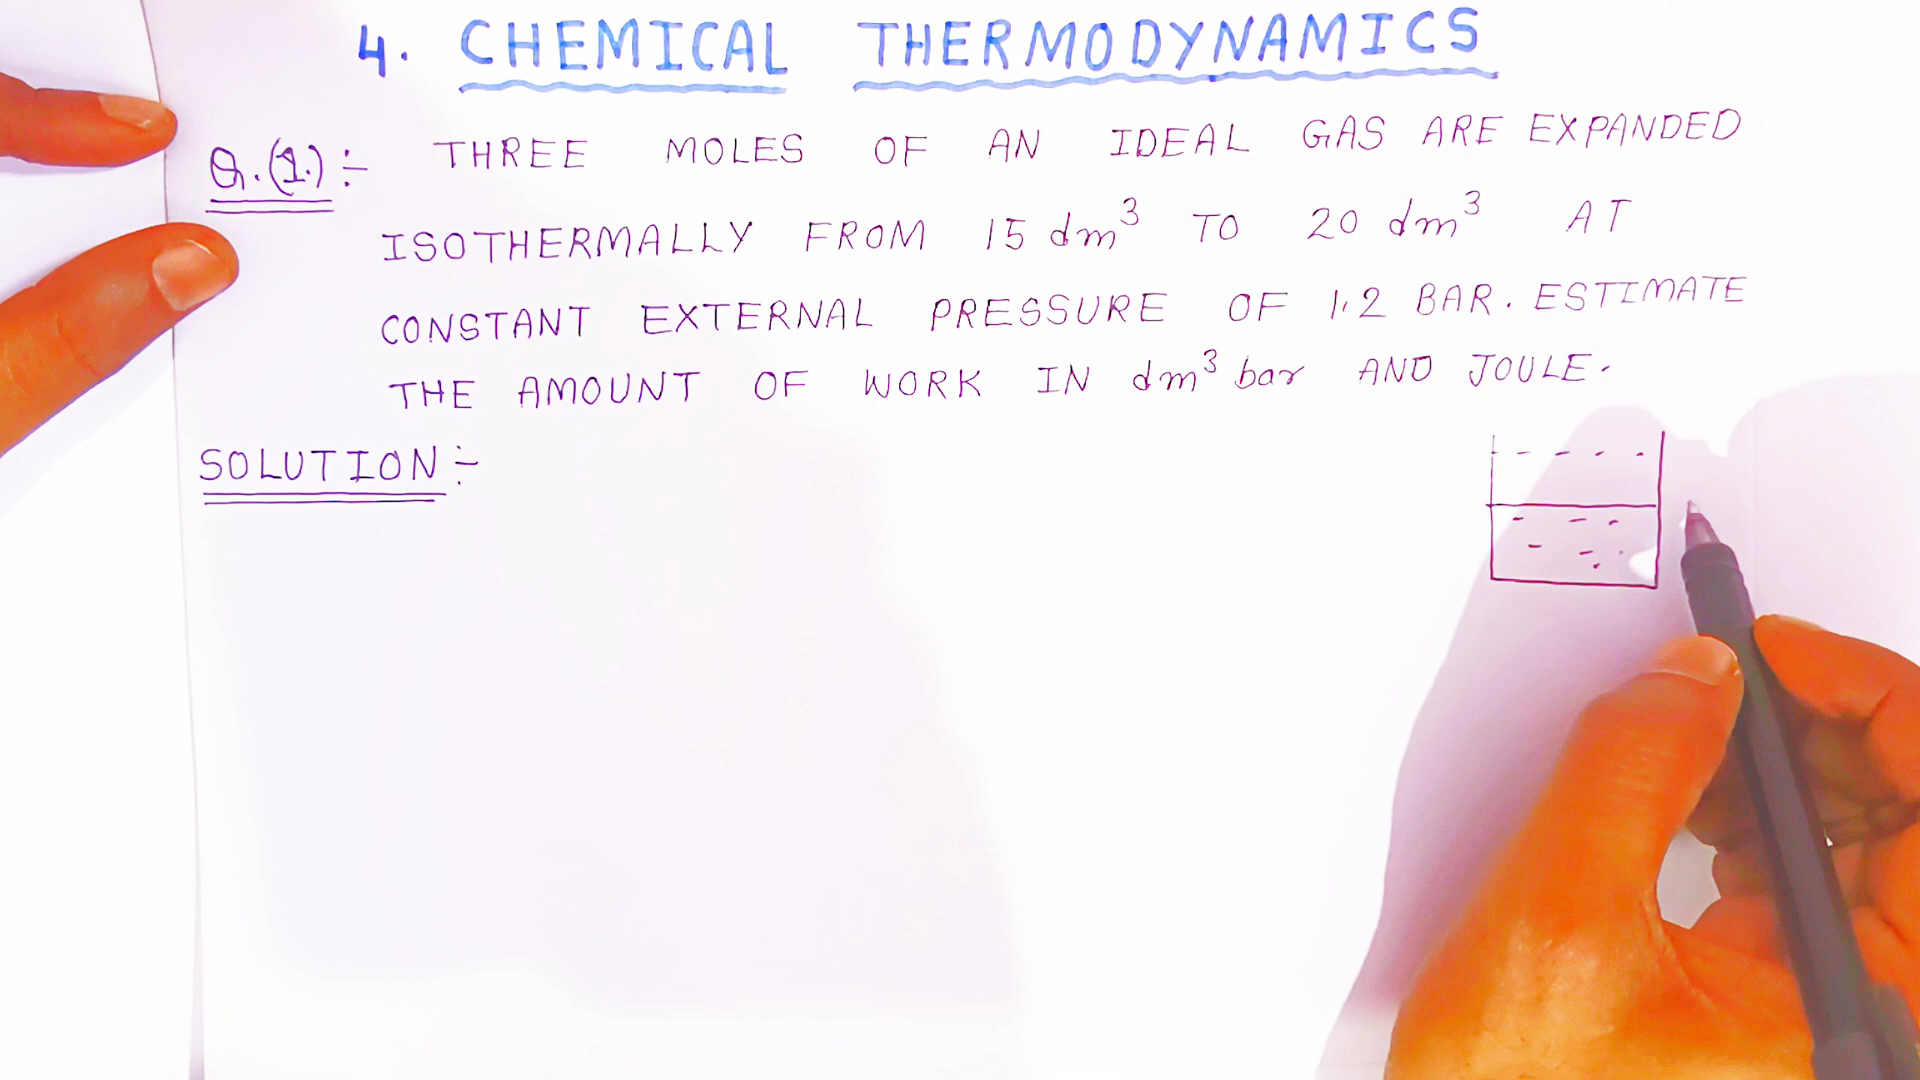 4. CHEMICAL THERMODYNAMICS
Q.(1.) :- THREE MOLES OF AN IDEAL GAS ARE EXPANDED
ISOTHERMALLY FROM 15 dm³ TO 20 dm³ AT
CONSTANT EXTERNAL PRESSURE OF 1.2 BAR. ESTIMATE
THE AMOUNT OF WORK IN dm³ bar AND JOULE.
SOLUTION :-